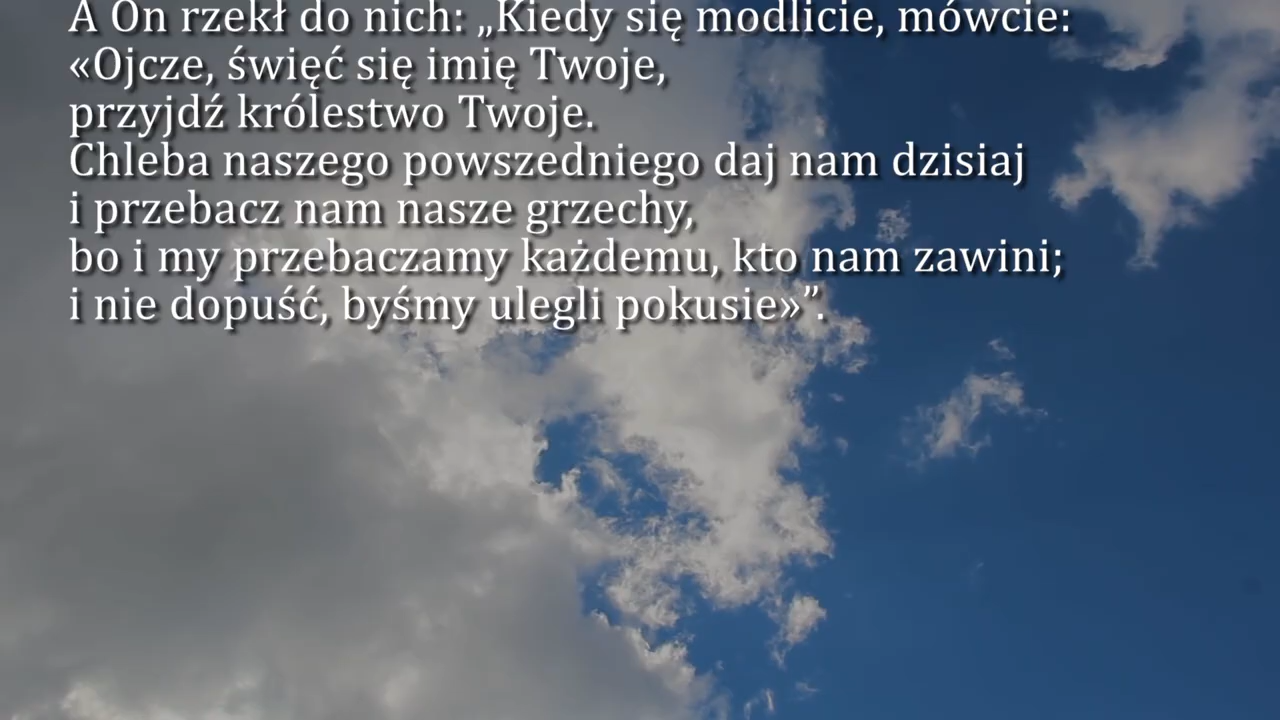 A On rzekł do nich: „Kiedy się modlicie, mówcie:
«Ojcze, święć się imię Twoje,
przyjdź królestwo Twoje.
Chleba naszego powszedniego daj nam dzisiaj
i przebacz nam nasze grzechy,
bo i my przebaczamy każdemu, kto nam zawini;
i nie dopuść, byśmy ulegli pokusie»”.